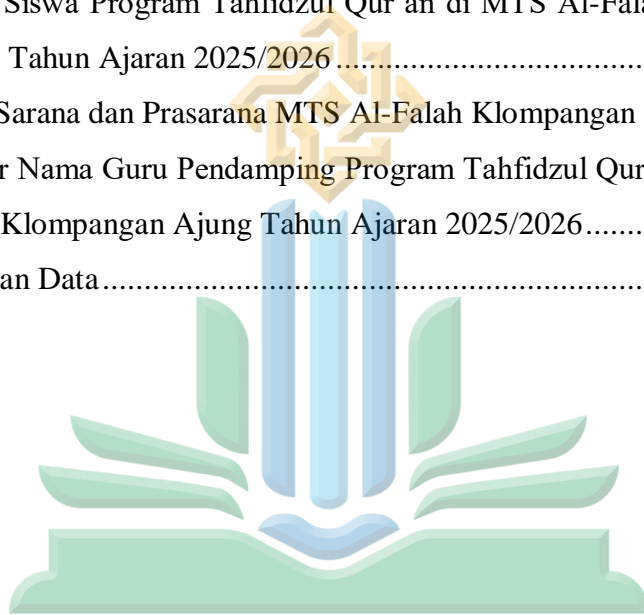 Siswa Program Tahfidzul Qur'an di MTS Al-Fala
Tahun Ajaran 2025/2026........................................
Sarana dan Prasarana MTS Al-Falah Klompangan
r Nama Guru Pendamping Program Tahfidzul Qur
Klompangan Ajung Tahun Ajaran 2025/2026......
an Data.................................................................